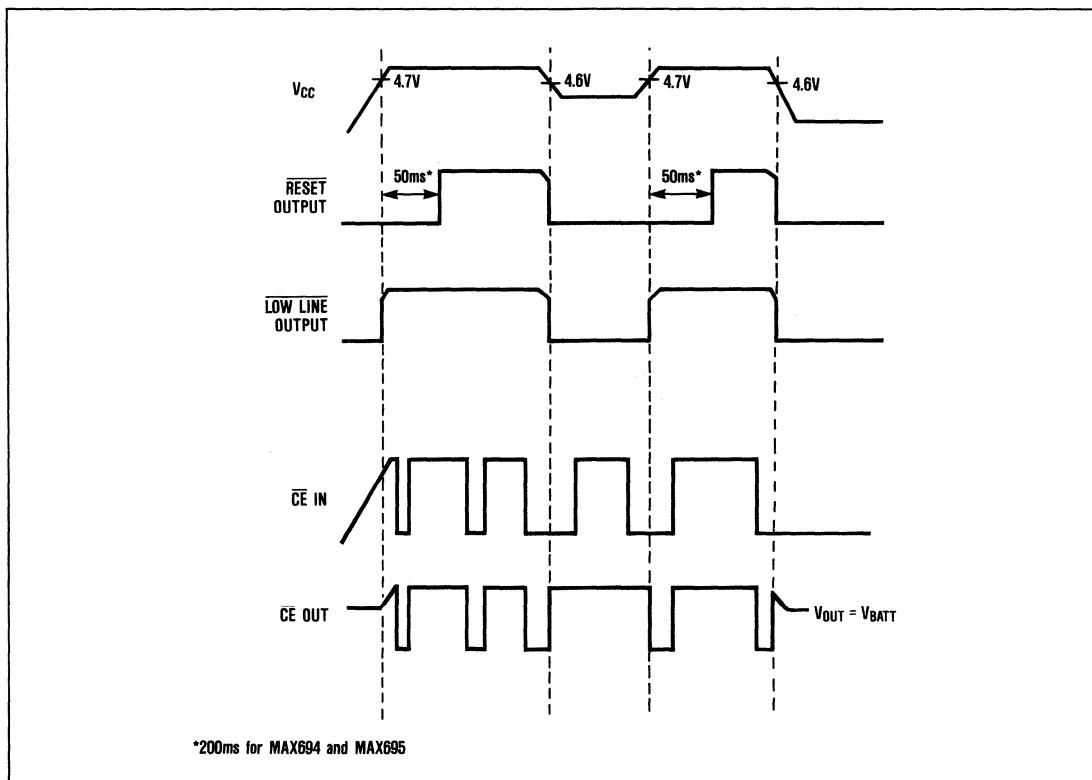 VCC
4.7V
4.6V
4.7V
4.6V
RESET
OUTPUT
50ms*
50ms*
LOW LINE
OUTPUT
CE IN
CE OUT
VOUT = VBATT
*200ms for MAX694 and MAX695